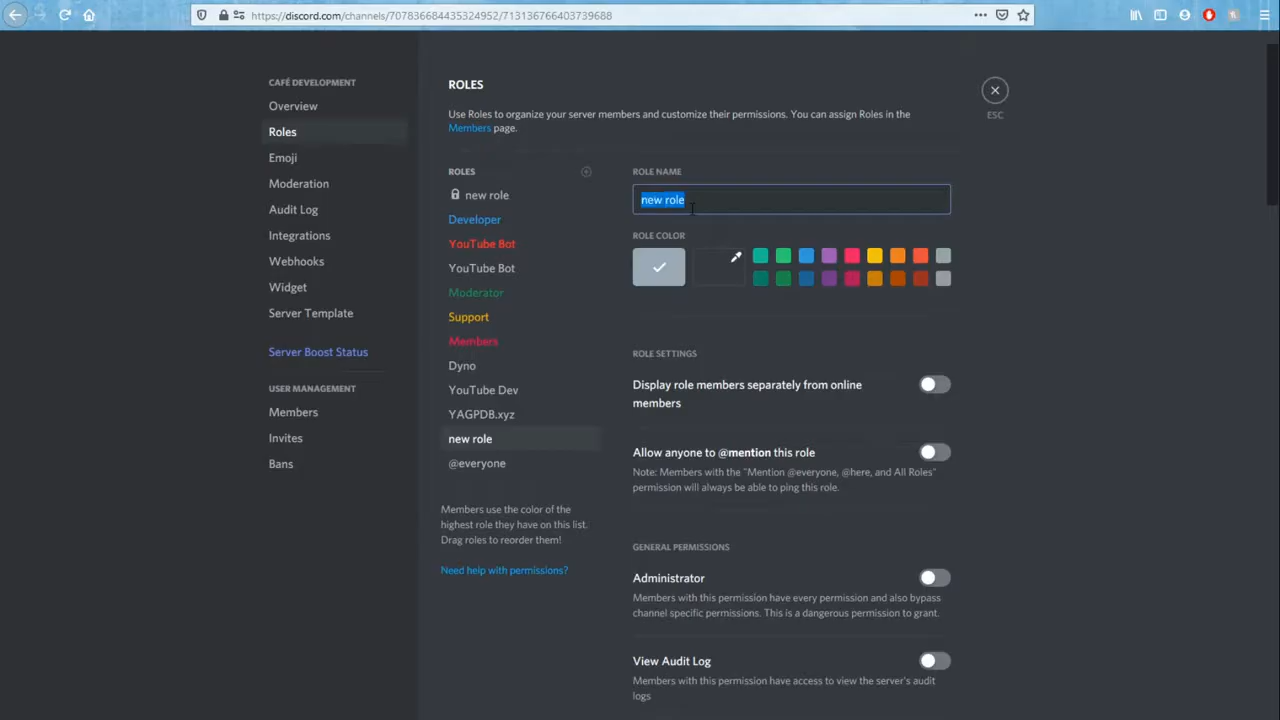 https://discord.com/channels/707836684435324952/713136766403739688
CAFÉ DEVELOPMENT
Overview
Roles
Emoji
Moderation
Audit Log
Integrations
Webhooks
Widget
Server Template
Server Boost Status
USER MANAGEMENT
Members
Invites
Bans
ROLES
Use Roles to organize your server members and customize their permissions. You can assign Roles in the
Members page.
ESC
ROLES
new role
Developer
YouTube Bot
YouTube Bot
Moderator
Support
Members
Dyno
YouTube Dev
YAGPDB.xyz
new role
@everyone
Members use the color of the
highest role they have on this list.
Drag roles to reorder them!
Need help with permissions?
ROLE NAME
new role
ROLE COLOR
ROLE SETTINGS
Display role members separately from online
members
Allow anyone to @mention this role
Note: Members with the "Mention @everyone, @here, and All Roles"
permission will always be able to ping this role.
GENERAL PERMISSIONS
Administrator
Members with this permission have every permission and also bypass
channel specific permissions. This is a dangerous permission to grant.
View Audit Log
Members with this permission have access to view the server's audit
logs